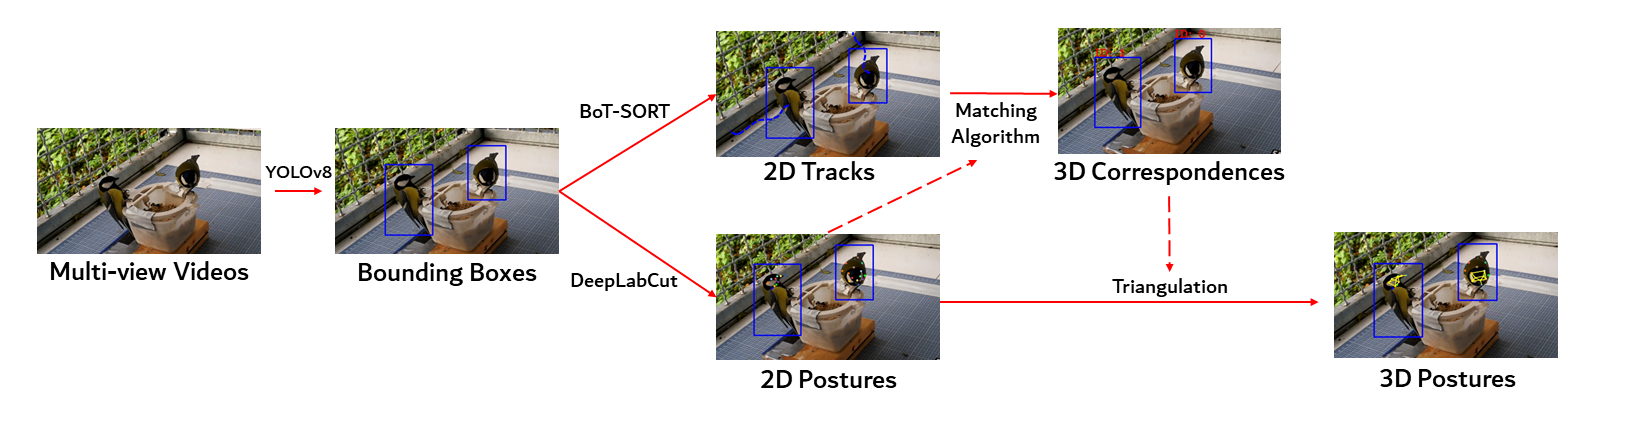 Multi-view Videos
YOLOv8
Bounding Boxes
BoT-SORT
DeepLabCut
2D Tracks
2D Postures
Matching
Algorithm
3D Correspondences
Triangulation
3D Postures